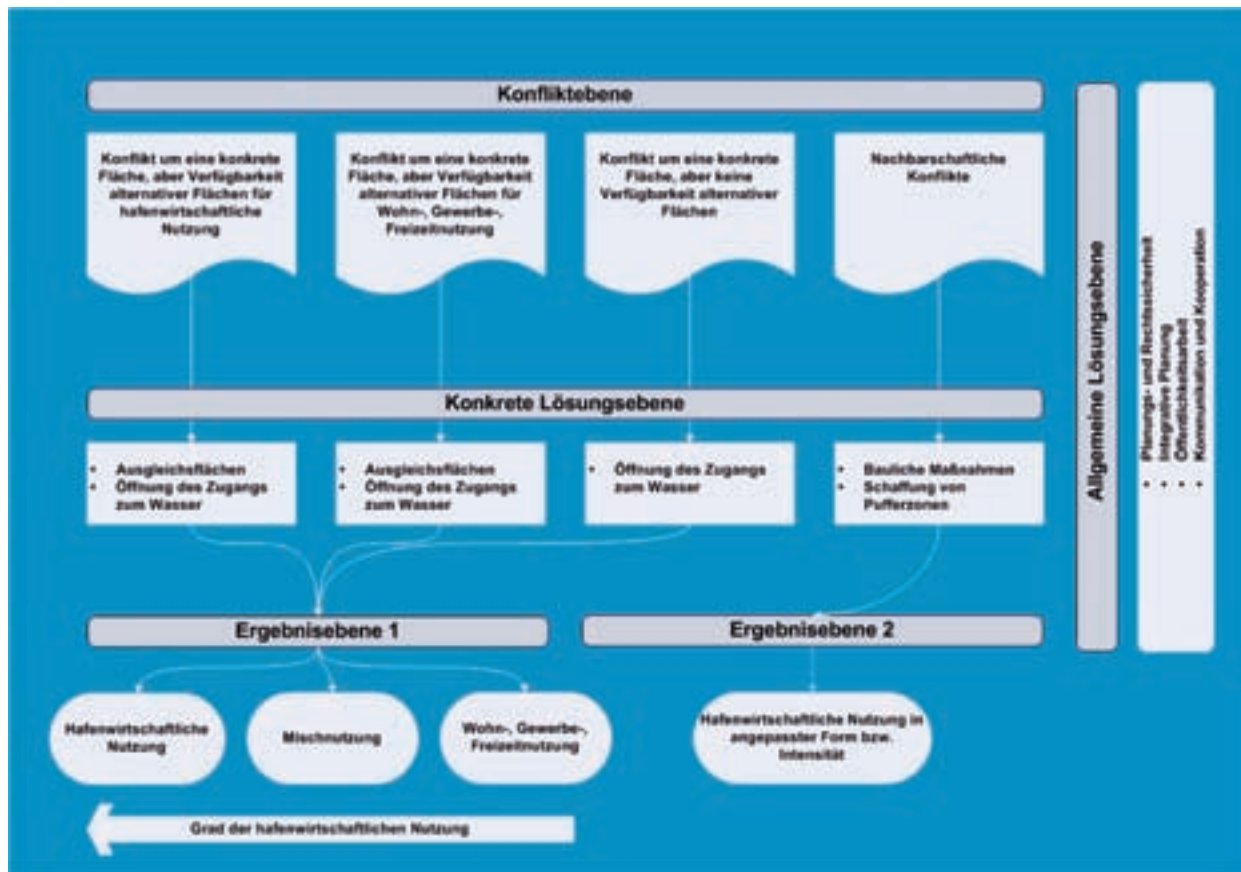 Konfliktebene
Konflikt um eine konkrete
Fläche, aber Verfügbarkeit
alternativer Flächen für
hafenwirtschaftliche
Nutzung
Konflikt um eine konkrete
Fläche, aber Verfügbarkeit
alternativer Flächen für
Wohn-, Gewerbe-,
Freizeitnutzung
Konflikt um eine konkrete
Fläche, aber keine
Verfügbarkeit alternativer
Flächen
Nachbarschaftliche
Konflikte
Konkrete Lösungsebene
• Ausgleichsflächen
• Öffnung des Zugangs
zum Wasser
• Ausgleichsflächen
• Öffnung des Zugangs
zum Wasser
• Öffnung des Zugangs
zum Wasser
• Bauliche Maßnahmen
• Schaffung von
Pufferzonen
Ergebnisebene 1
Ergebnisebene 2
Hafenwirtschaftliche
Nutzung
Mischnutzung
Wohn-, Gewerbe-,
Freizeitnutzung
Hafenwirtschaftliche Nutzung in
angepasster Form bzw.
Intensität
Grad der hafenwirtschaftlichen Nutzung
Allgemeine Lösungsebene
• Planungs- und Rechtssicherheit
• Integrative Planung
• Öffentlichkeitsarbeit
• Kommunikation und Kooperation